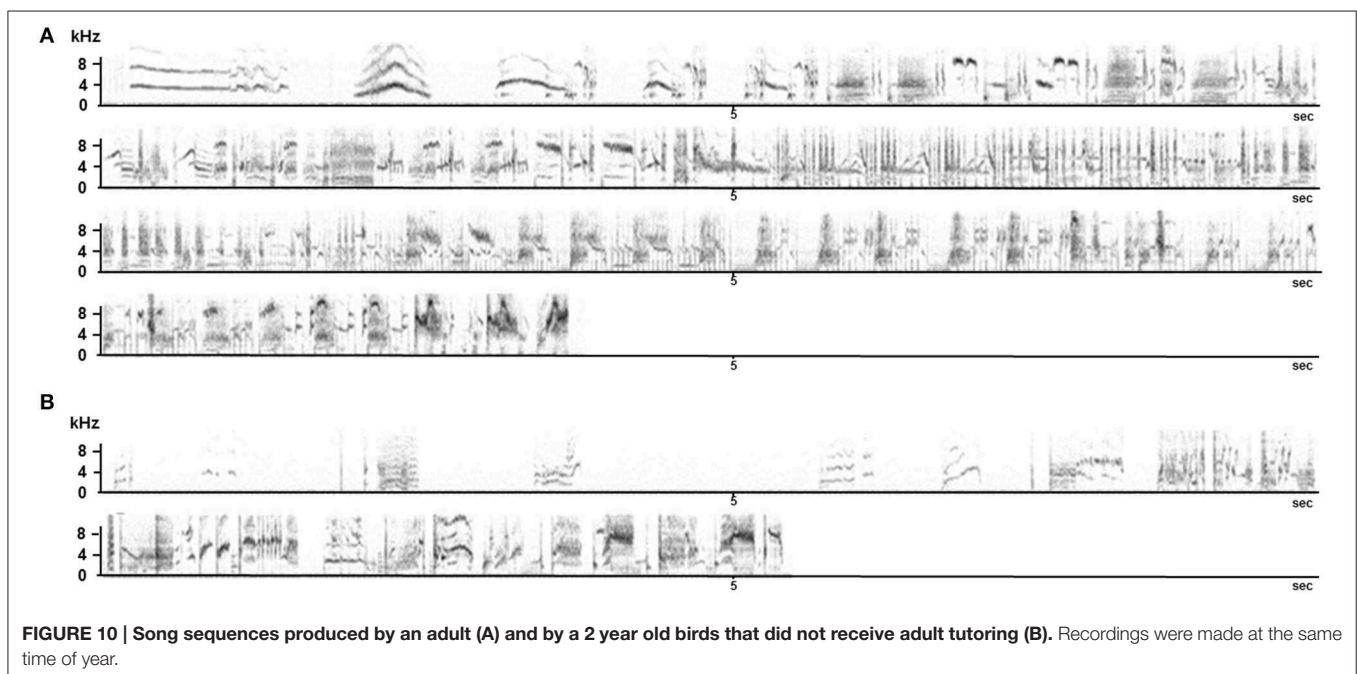 A kHz
8
4
0
5 sec
8
4
0
5 sec
8
4
0
5 sec
8
4
0
5 sec
B
kHz
8
4
0
5 sec
8
4
0
5 sec
FIGURE 10 | Song sequences produced by an adult (A) and by a 2 year old birds that did not receive adult tutoring (B). Recordings were made at the same
time of year.